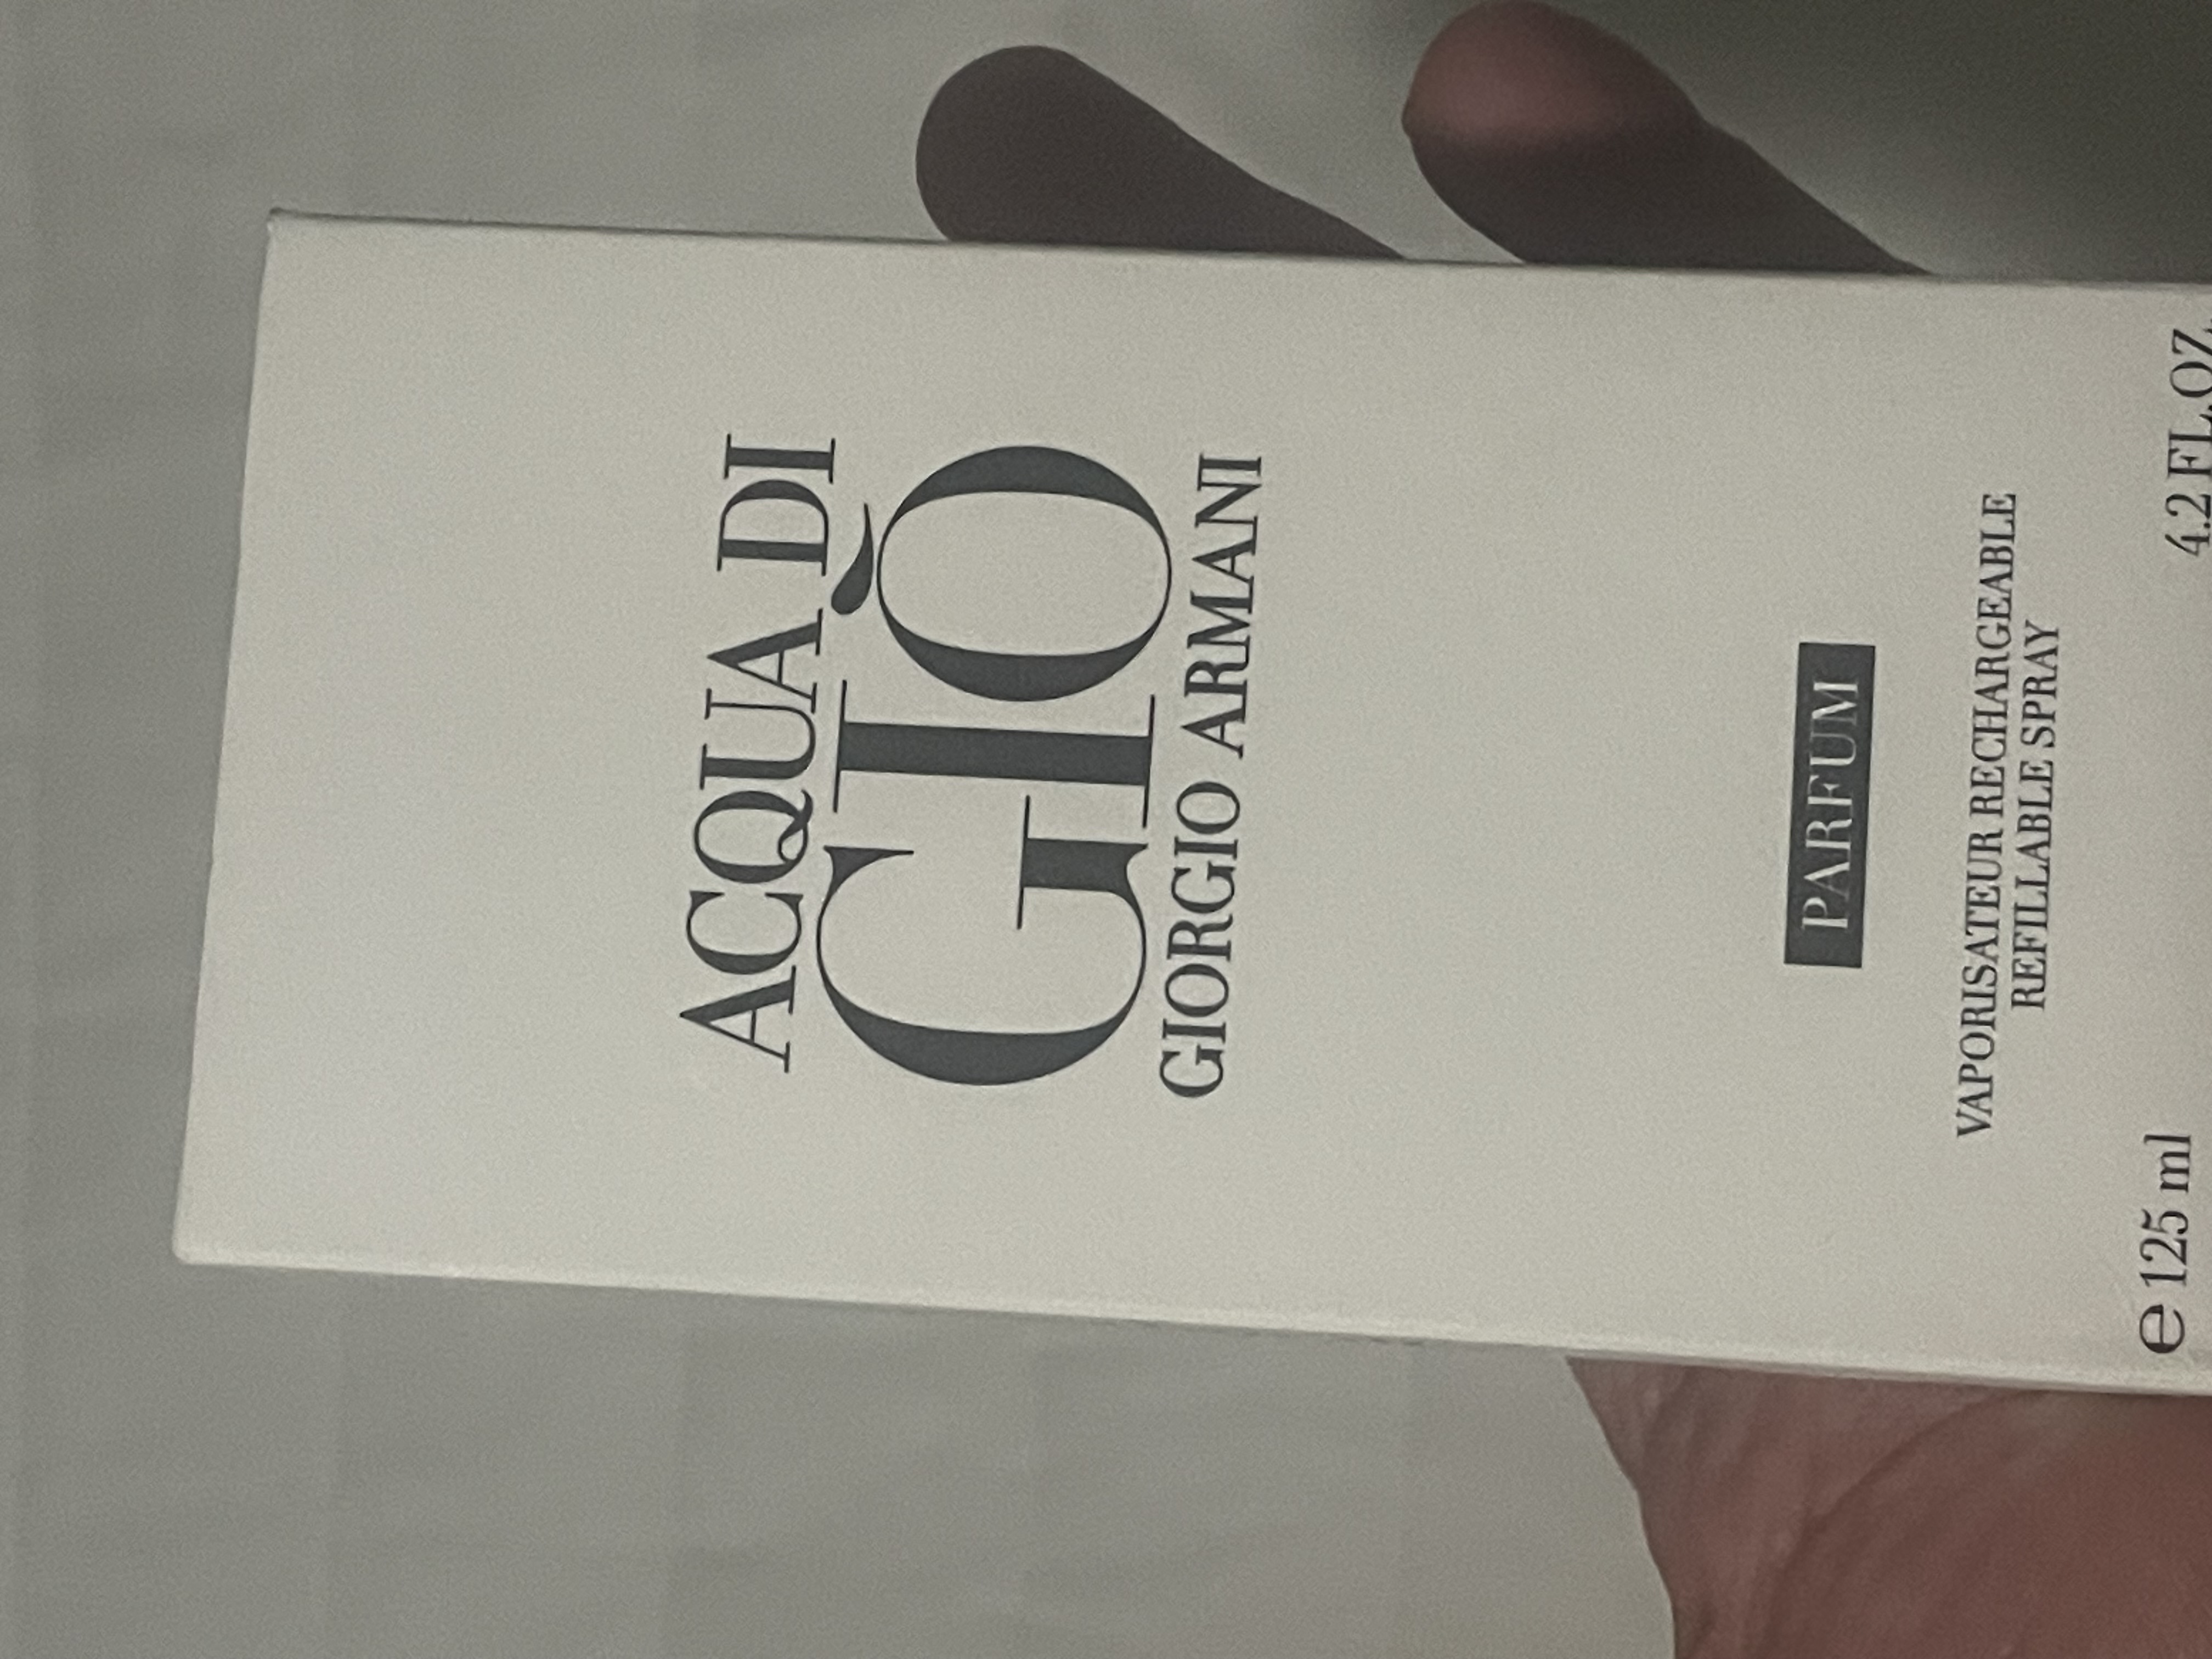 ACQUA DI
GIÒ
GIORGIO ARMANI
PARFUM
VAPORISATEUR RECHARGEABLE
REFILLABLE SPRAY
℮ 125 ml 4.2 FL.OZ